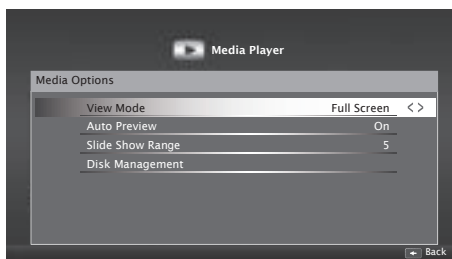 Media Player
Media Options
View Mode Full Screen < >
Auto Preview On
Slide Show Range 5
Disk Management
Back